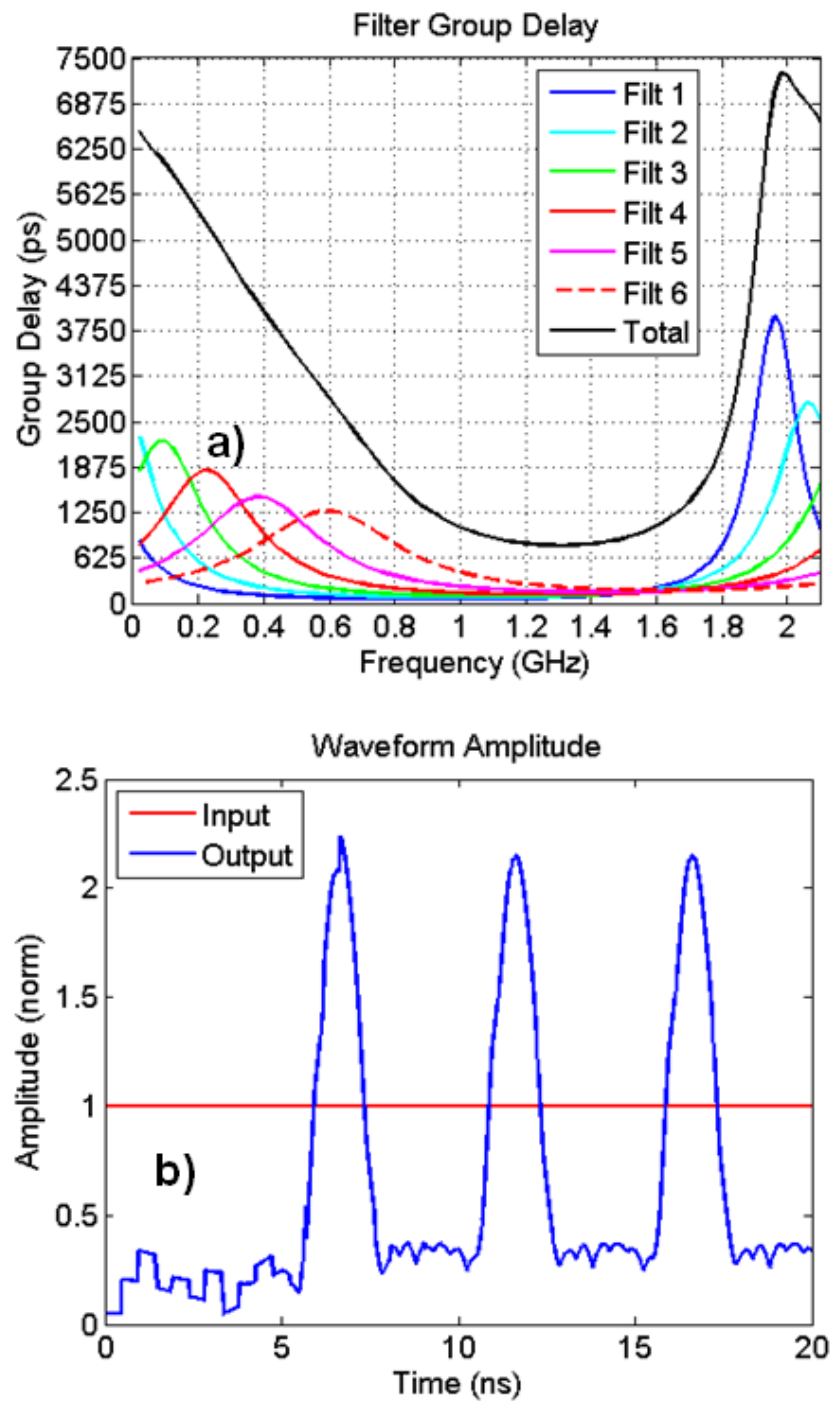 Filter Group Delay
7500
6875
6250
5625
5000
4375
3750
3125
2500
1875
1250
625
0
Group Delay (ps)
Filt 1
Filt 2
Filt 3
Filt 4
Filt 5
Filt 6
Total
a)
0 0.2 0.4 0.6 0.8 1 1.2 1.4 1.6 1.8 2
Frequency (GHz)
Waveform Amplitude
2.5
2
1.5
1
0.5
0
Amplitude (norm)
Input
Output
b)
0 5 10 15 20
Time (ns)